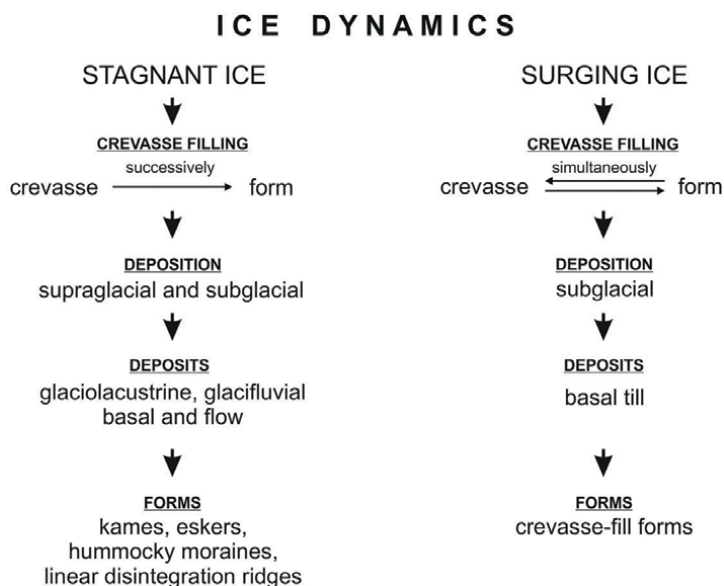 ICE DYNAMICS
STAGNANT ICE
CREVASSE FILLING
successively
crevasse form
DEPOSITION
supraglacial and subglacial
DEPOSITS
glaciolacustrine, glacifluvial
basal and flow
FORMS
kames, eskers,
hummocky moraines,
linear disintegration ridges
SURGING ICE
CREVASSE FILLING
simultaneously
crevasse form
DEPOSITION
subglacial
DEPOSITS
basal till
FORMS
crevasse-fill forms